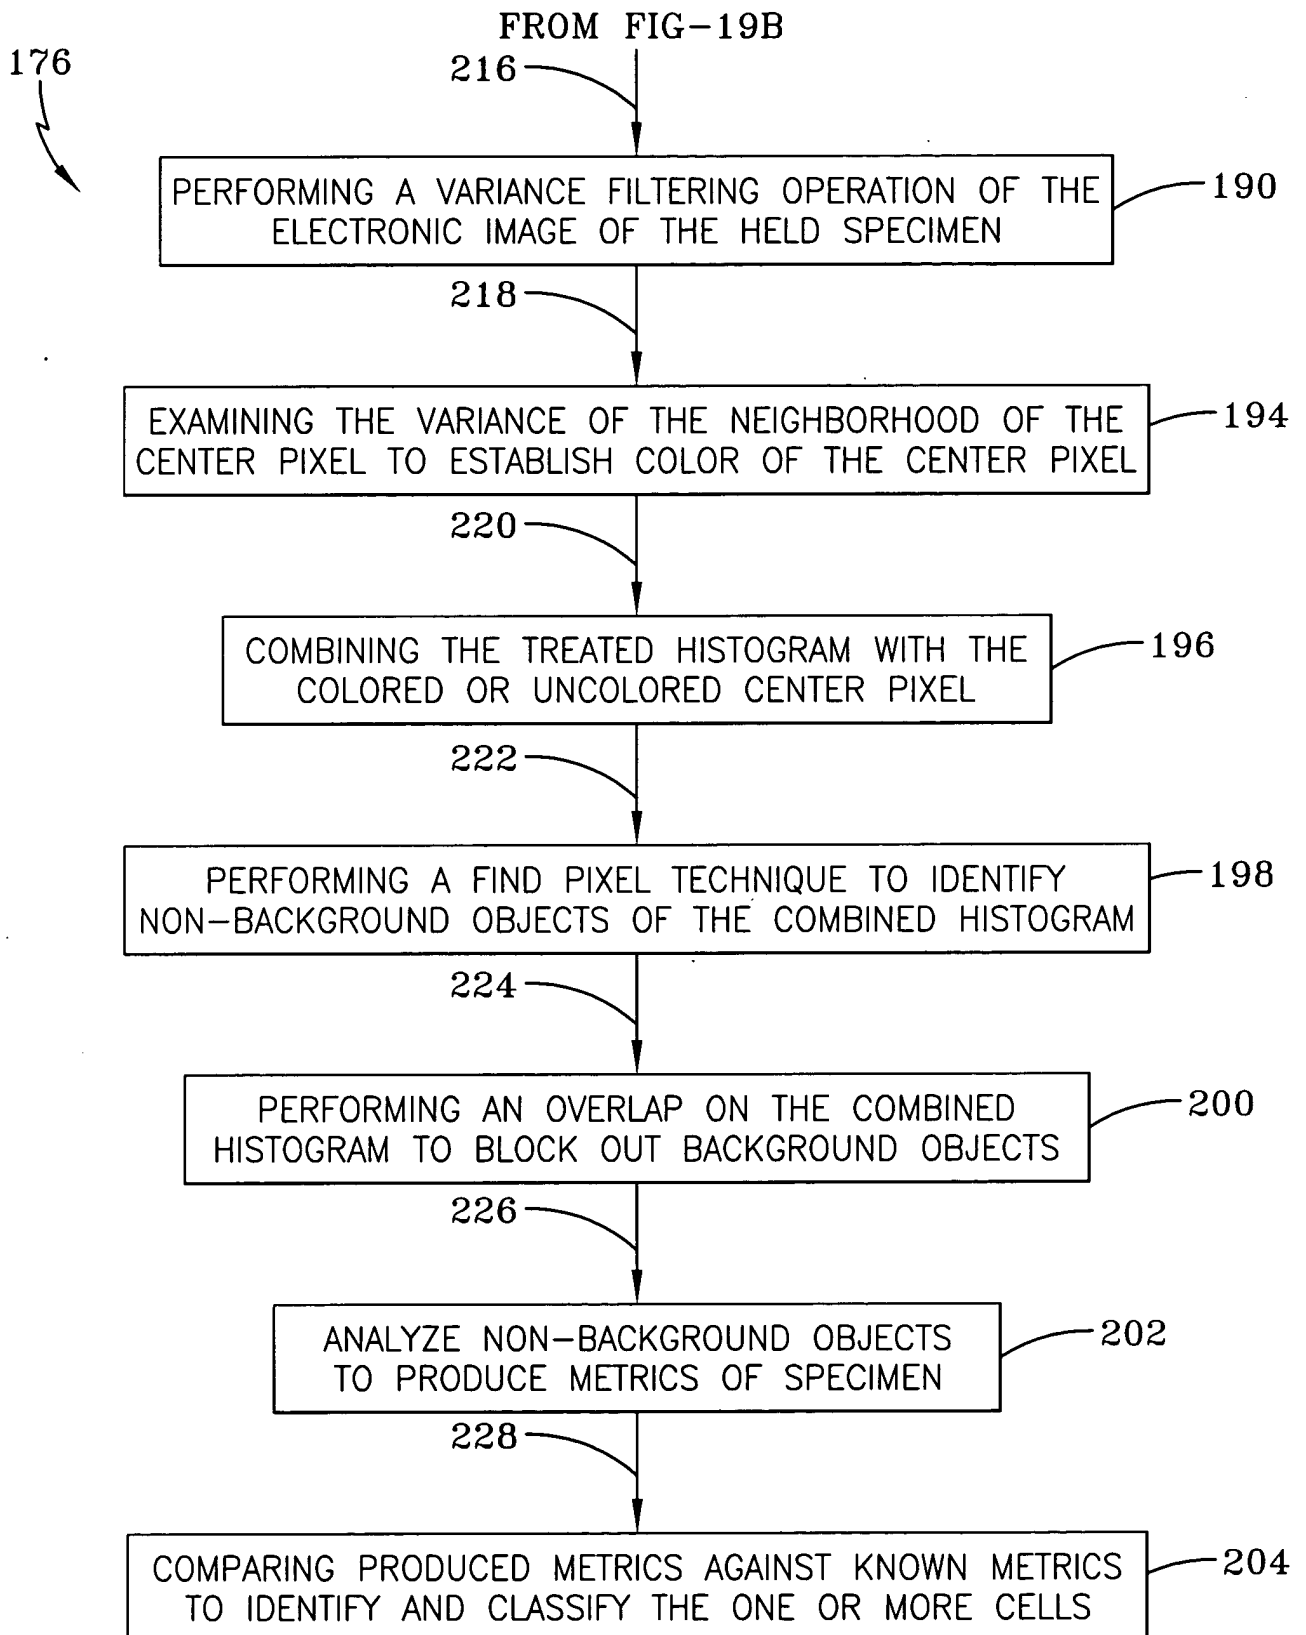 FROM FIG-19B
176
216
PERFORMING A VARIANCE FILTERING OPERATION OF THE
ELECTRONIC IMAGE OF THE HELD SPECIMEN
190
218
EXAMINING THE VARIANCE OF THE NEIGHBORHOOD OF THE
CENTER PIXEL TO ESTABLISH COLOR OF THE CENTER PIXEL
194
220
COMBINING THE TREATED HISTOGRAM WITH THE
COLORED OR UNCOLORED CENTER PIXEL
196
222
PERFORMING A FIND PIXEL TECHNIQUE TO IDENTIFY
NON-BACKGROUND OBJECTS OF THE COMBINED HISTOGRAM
198
224
PERFORMING AN OVERLAP ON THE COMBINED
HISTOGRAM TO BLOCK OUT BACKGROUND OBJECTS
200
226
ANALYZE NON-BACKGROUND OBJECTS
TO PRODUCE METRICS OF SPECIMEN
202
228
COMPARING PRODUCED METRICS AGAINST KNOWN METRICS
TO IDENTIFY AND CLASSIFY THE ONE OR MORE CELLS
204